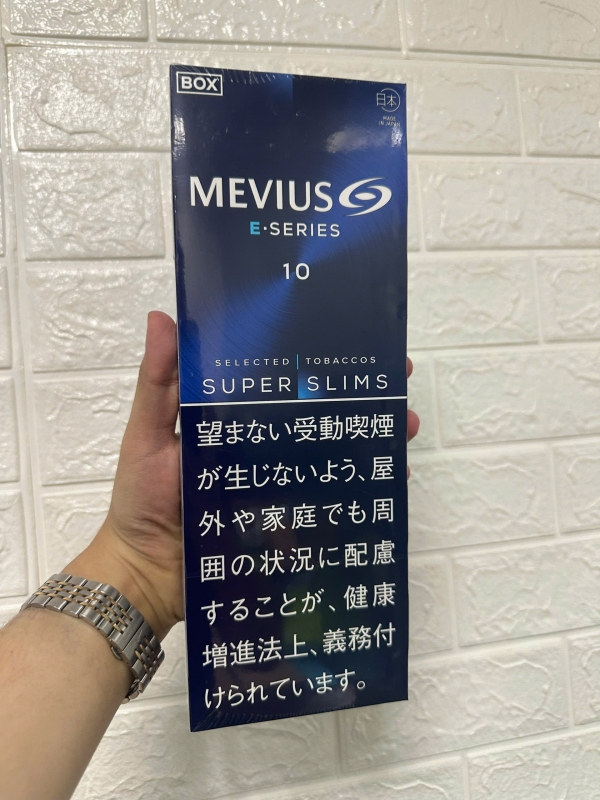 BOX
日本
MADE
IN JAPAN
MEVIUS
E·SERIES
10
SELECTED | TOBACCOS
SUPER SLIMS
望まない受動喫煙
が生じないよう、屋
外や家庭でも周
囲の状況に配慮
することが、健康
増進法上、義務付
けられています。